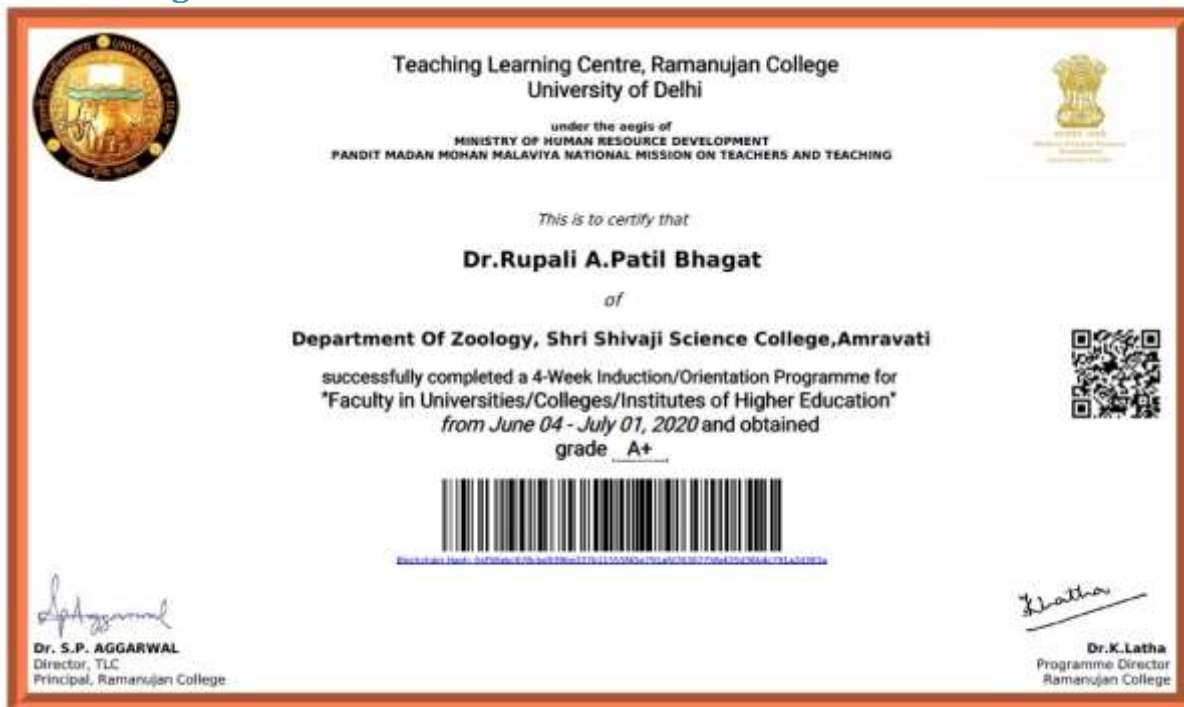 Teaching Learning Centre, Ramanujan College
University of Delhi
under the aegis of
MINISTRY OF HUMAN RESOURCE DEVELOPMENT
PANDIT MADAN MOHAN MALAVIYA NATIONAL MISSION ON TEACHERS AND TEACHING
This is to certify that
Dr.Rupali A.Patil Bhagat
of
Department Of Zoology, Shri Shivaji Science College,Amravati
successfully completed a 4-Week Induction/Orientation Programme for
"Faculty in Universities/Colleges/Institutes of Higher Education"
from June 04 - July 01, 2020 and obtained
grade A+
Blockchain Hash:
Dr. S.P. AGGARWAL
Director, TLC
Principal, Ramanujan College
Dr.K.Latha
Programme Director
Ramanujan College